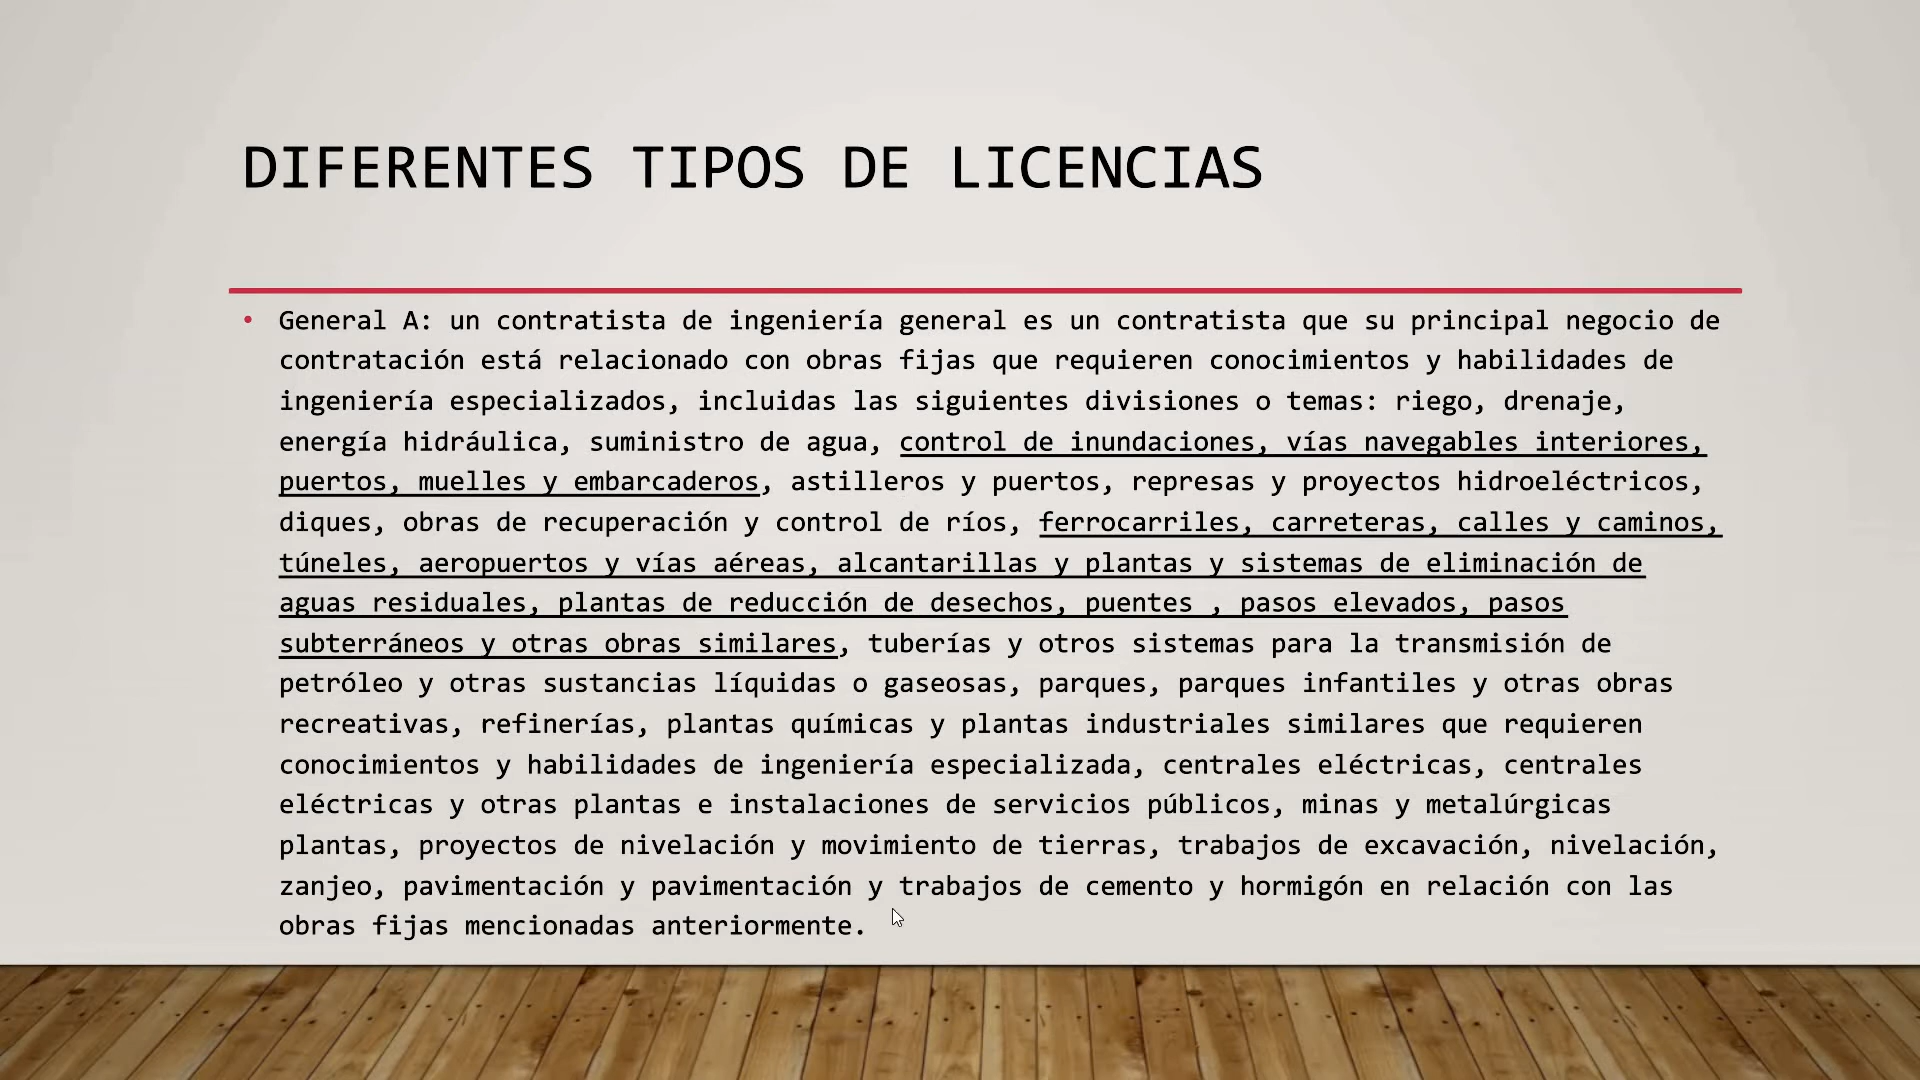 DIFERENTES TIPOS DE LICENCIAS
• General A: un contratista de ingeniería general es un contratista que su principal negocio de
contratación está relacionado con obras fijas que requieren conocimientos y habilidades de
ingeniería especializados, incluidas las siguientes divisiones o temas: riego, drenaje,
energía hidráulica, suministro de agua, control de inundaciones, vías navegables interiores,
puertos, muelles y embarcaderos, astilleros y puertos, represas y proyectos hidroeléctricos,
diques, obras de recuperación y control de ríos, ferrocarriles, carreteras, calles y caminos,
túneles, aeropuertos y vías aéreas, alcantarillas y plantas y sistemas de eliminación de
aguas residuales, plantas de reducción de desechos, puentes , pasos elevados, pasos
subterráneos y otras obras similares, tuberías y otros sistemas para la transmisión de
petróleo y otras sustancias líquidas o gaseosas, parques, parques infantiles y otras obras
recreativas, refinerías, plantas químicas y plantas industriales similares que requieren
conocimientos y habilidades de ingeniería especializada, centrales eléctricas, centrales
eléctricas y otras plantas e instalaciones de servicios públicos, minas y metalúrgicas
plantas, proyectos de nivelación y movimiento de tierras, trabajos de excavación, nivelación,
zanjeo, pavimentación y pavimentación y trabajos de cemento y hormigón en relación con las
obras fijas mencionadas anteriormente.